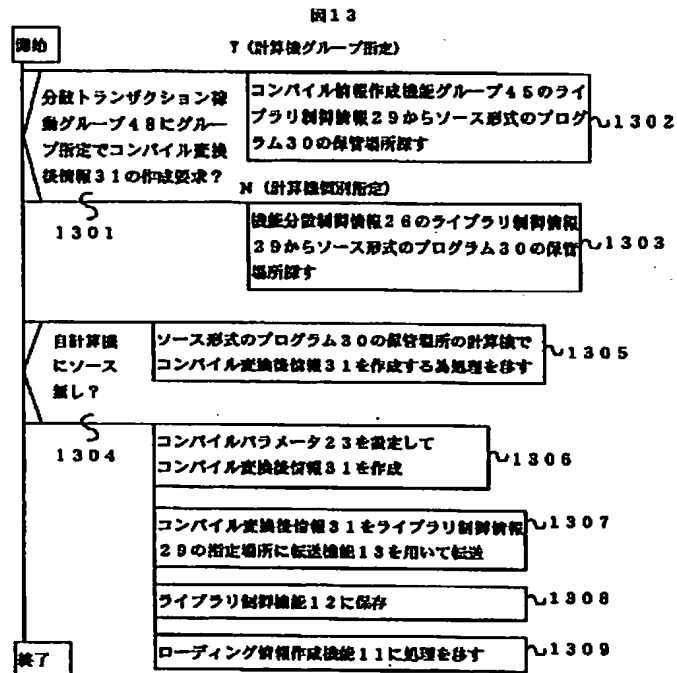 図13
開始
Y（計算機グループ指定）
分散トランザクション稼
動グループ48にグルー
プ指定でコンパイル変換
後情報31の作成要求？
1301
コンパイル情報作成機能グループ45のライ
ブラリ制御情報29からソース形式のプログ
ラム30の保管場所探す
1302
N（計算機個別指定）
機能分散制御情報26のライブラリ制御情報
29からソース形式のプログラム30の保管
場所探す
1303
自計算機
にソース
無し？
1304
ソース形式のプログラム30の保管場所の計算機で
コンパイル変換後情報31を作成する為処理を移す
1305
コンパイルパラメータ23を設定して
コンパイル変換後情報31を作成
1306
コンパイル変換後情報31をライブラリ制御情報
29の指定場所に転送機能13を用いて転送
1307
ライブラリ制御機能12に保存
1308
ローディング情報作成機能11に処理を移す
1309
終了